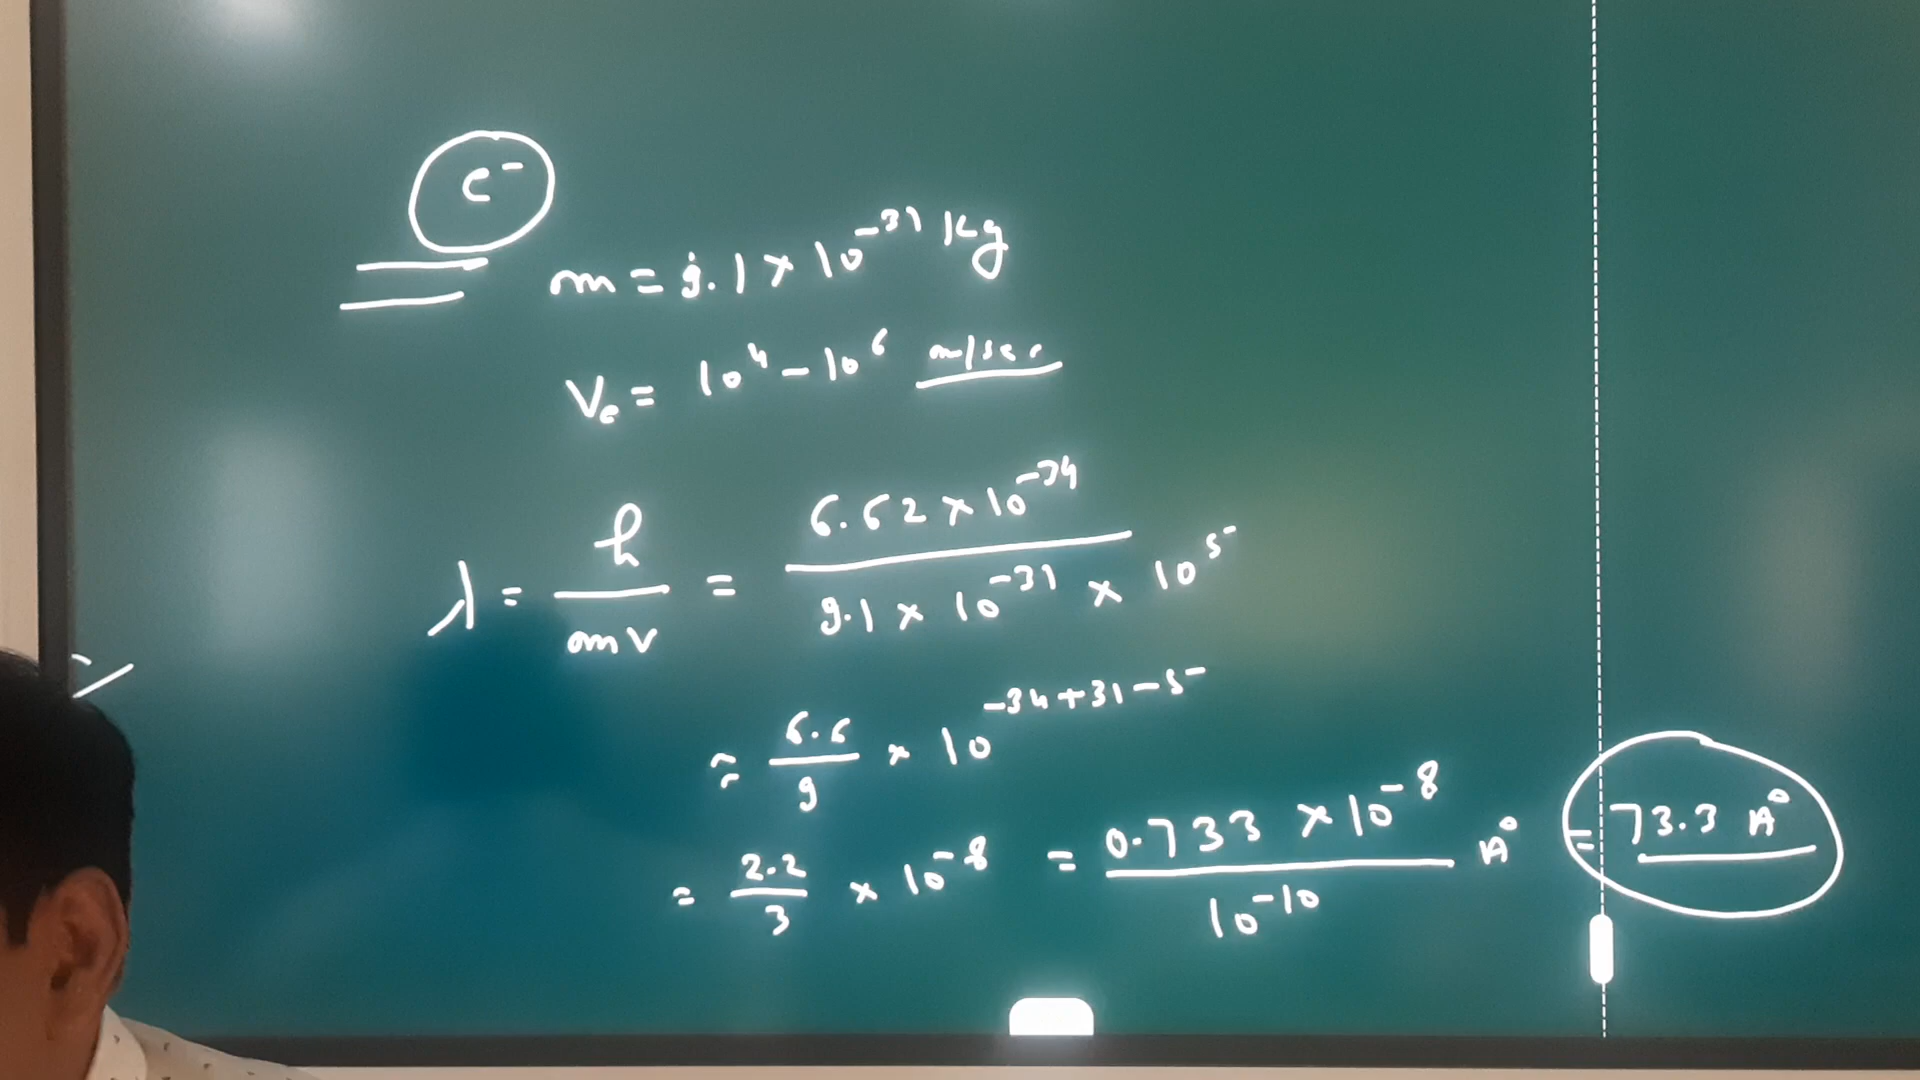 e⁻
m = 9.1 × 10⁻³¹ Kg
Vₑ = 10⁴ – 10⁶ m/sec
λ = h/mv = 6.62 × 10⁻³⁴ / 9.1 × 10⁻³¹ × 10⁵
≈ 6.6/9 × 10⁻³⁴⁺³¹⁻⁵
= 2.2/3 × 10⁻⁸ = 0.733 × 10⁻⁸ / 10⁻¹⁰ A° = 73.3 A°